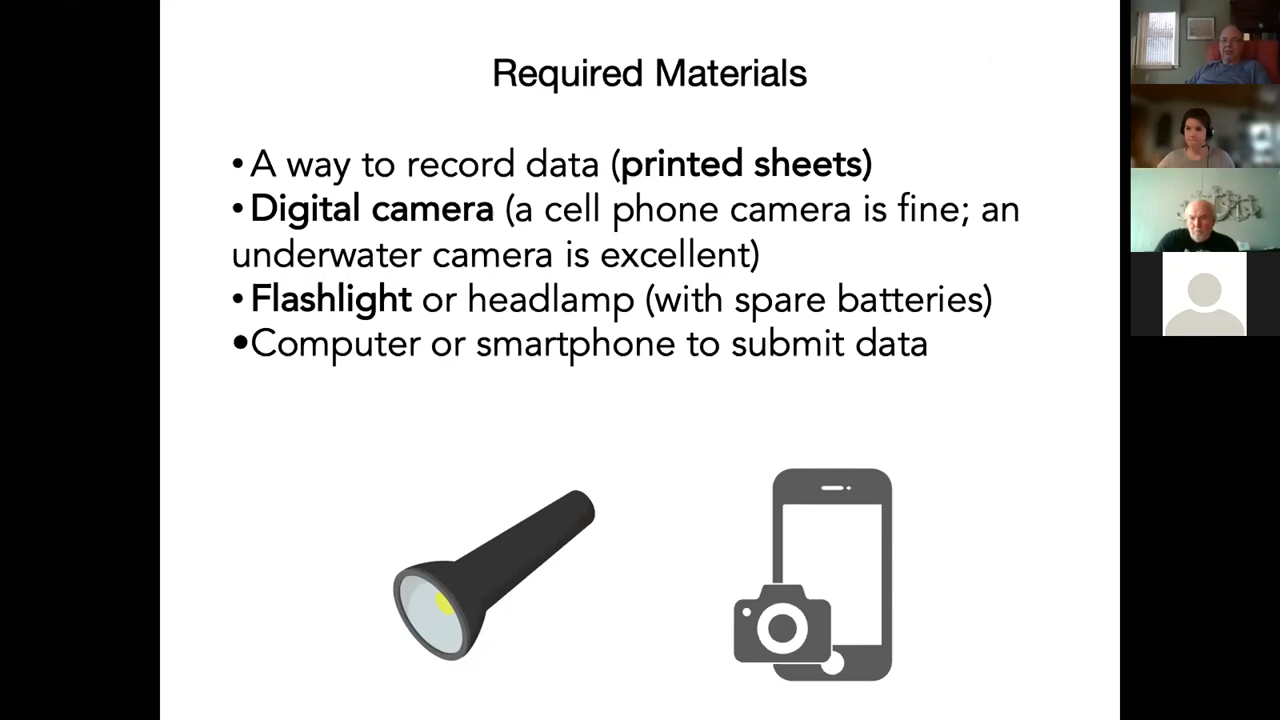 Required Materials
• A way to record data (printed sheets)
• Digital camera (a cell phone camera is fine; an
underwater camera is excellent)
• Flashlight or headlamp (with spare batteries)
•Computer or smartphone to submit data